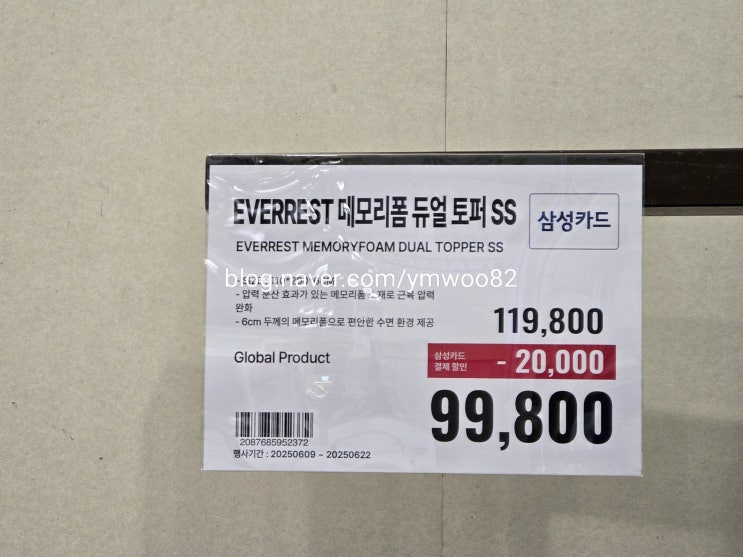 EVERREST 메모리폼 듀얼 토퍼 SS
삼성카드
EVERREST MEMORYFOAM DUAL TOPPER SS
blog.naver.com/ymwoo82
- 압력 분산 효과가 있는 메모리폼 소재로 근육 압력
완화
- 6cm 두께의 메모리폼으로 편안한 수면 환경 제공
119,800
Global Product
삼성카드
결제 할인
- 20,000
99,800
2087685952372
행사기간 : 20250609 ~ 20250622